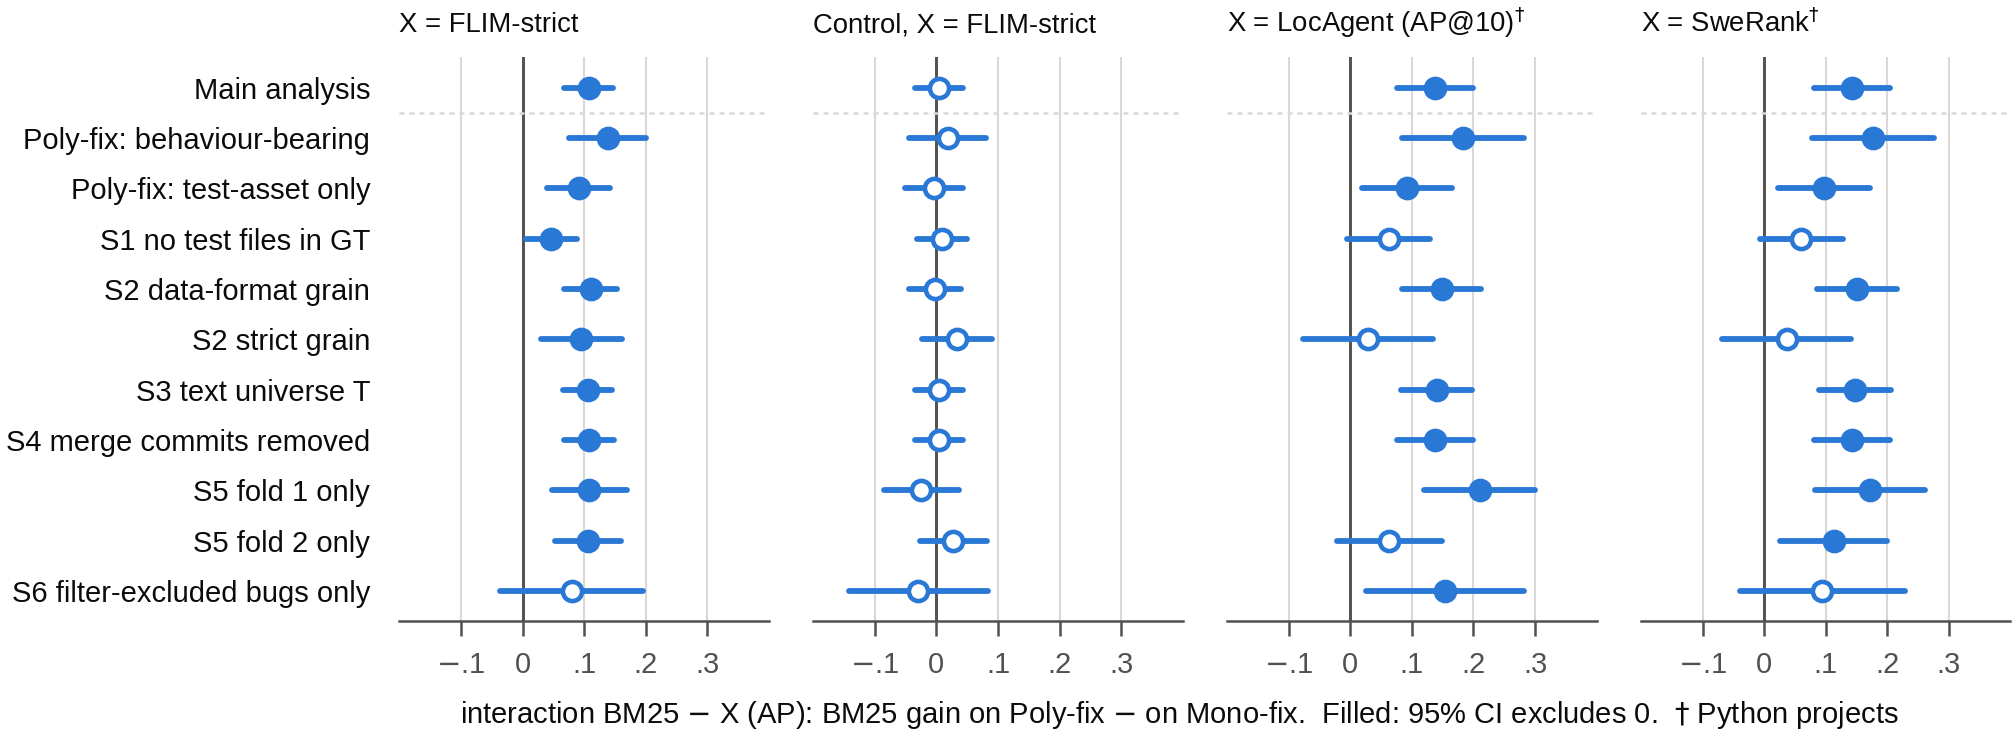 X = FLIM-strict
Control, X = FLIM-strict
X = LocAgent (AP@10)†
X = SweRank†
Main analysis
Poly-fix: behaviour-bearing
Poly-fix: test-asset only
S1 no test files in GT
S2 data-format grain
S2 strict grain
S3 text universe T
S4 merge commits removed
S5 fold 1 only
S5 fold 2 only
S6 filter-excluded bugs only
−.1 0 .1 .2 .3
−.1 0 .1 .2 .3
−.1 0 .1 .2 .3
−.1 0 .1 .2 .3
interaction BM25 − X (AP): BM25 gain on Poly-fix − on Mono-fix. Filled: 95% CI excludes 0. † Python projects